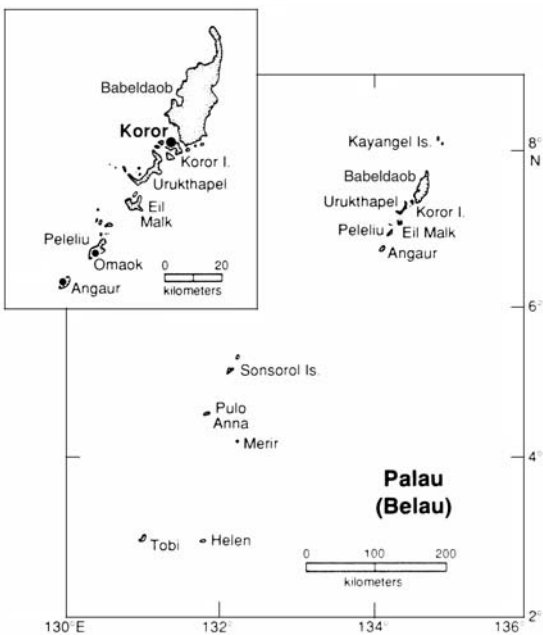 Babeldaob
Koror
Koror I.
Urukthapel
Eil
Malk
Peleliu
Omaok
Angaur
0 20
kilometers
Kayangel Is.
8°
N
Babeldaob
Urukthapel
Koror I.
Peleliu
Eil Malk
Angaur
6°
Sonsorol Is.
Pulo
Anna
Merir
4°
Palau
(Belau)
Tobi
Helen
0 100 200
kilometers
2°
130°E 132° 134° 136°